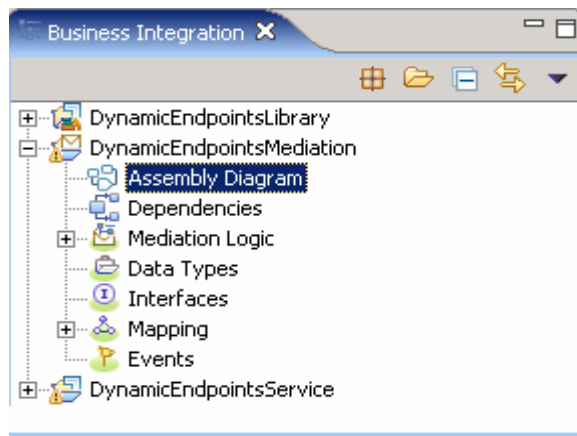 Business Integration
DynamicEndpointsLibrary
DynamicEndpointsMediation
Assembly Diagram
Dependencies
Mediation Logic
Data Types
Interfaces
Mapping
Events
DynamicEndpointsService